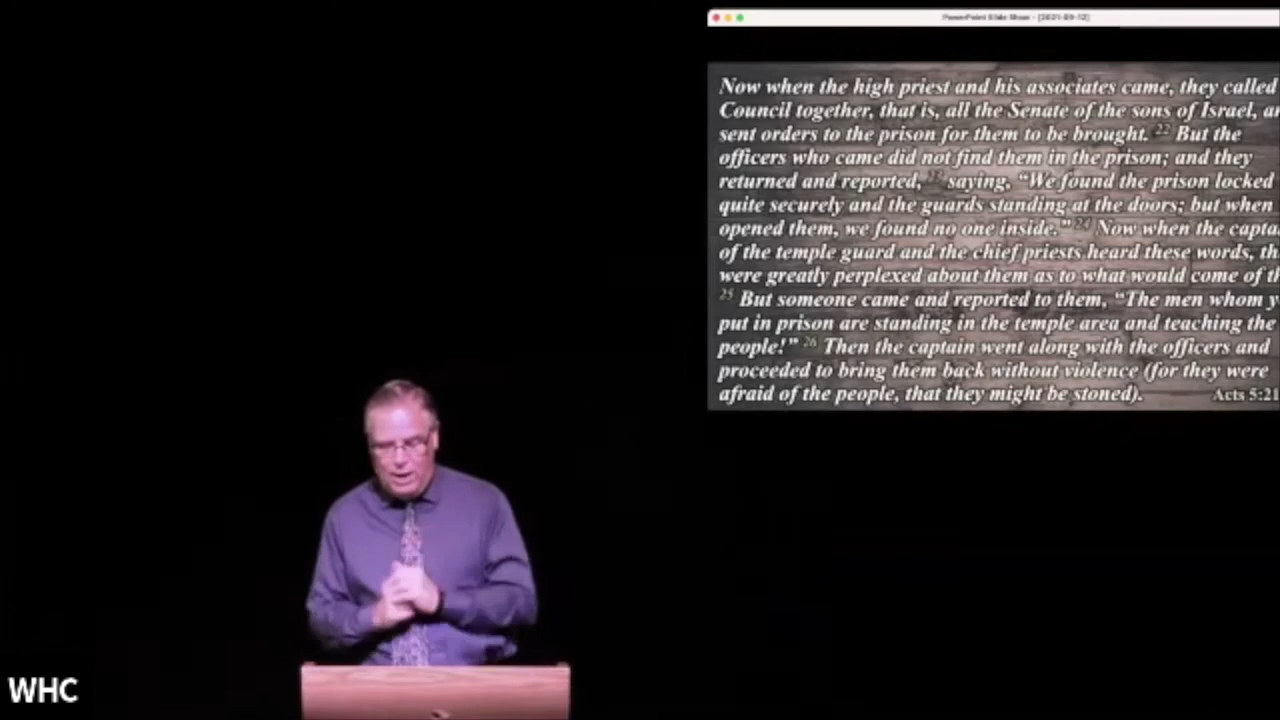 PowerPoint Slide Show - [2021-09-12]
Now when the high priest and his associates came, they called
Council together, that is, all the Senate of the sons of Israel, an
sent orders to the prison for them to be brought. 22 But the
officers who came did not find them in the prison; and they
returned and reported, 23 saying, “We found the prison locked
quite securely and the guards standing at the doors; but when
opened them, we found no one inside.” 24 Now when the capta
of the temple guard and the chief priests heard these words, th
were greatly perplexed about them as to what would come of th
25 But someone came and reported to them, “The men whom y
put in prison are standing in the temple area and teaching the
people!” 26 Then the captain went along with the officers and
proceeded to bring them back without violence (for they were
afraid of the people, that they might be stoned).
Acts 5:21
WHC